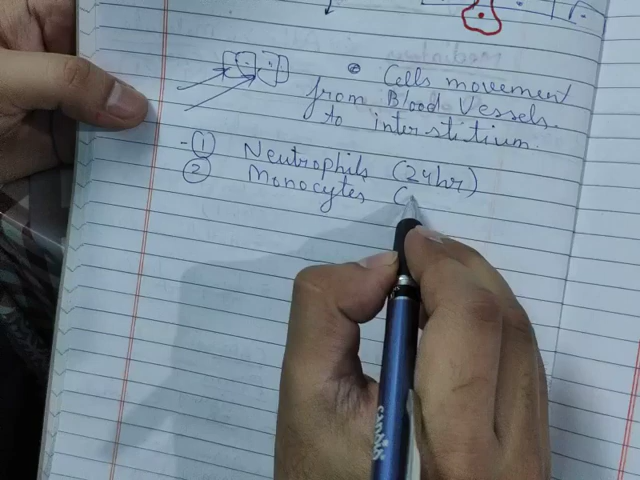 • Cells movement
from Blood Vessels
to interstitium.
- ① Neutrophils (24hr)
② Monocytes (